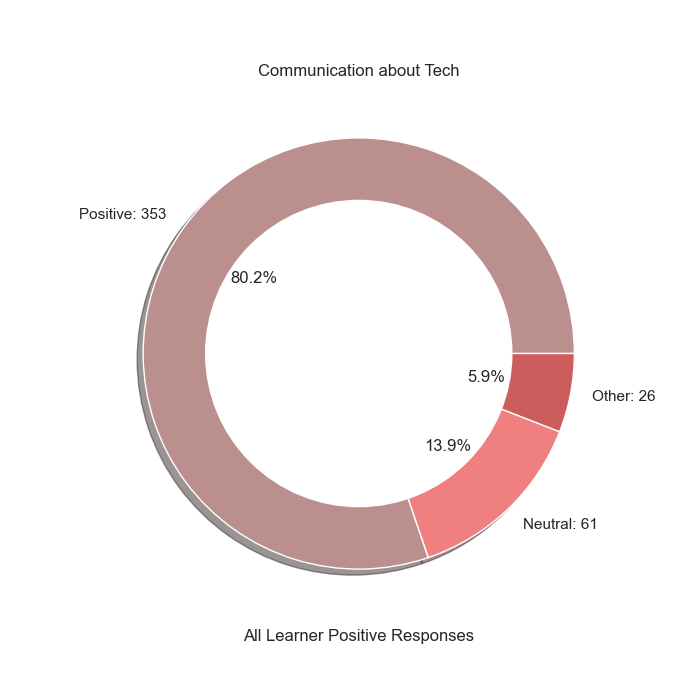 Communication about Tech
Positive: 353
80.2%
5.9%
Other: 26
13.9%
Neutral: 61
All Learner Positive Responses